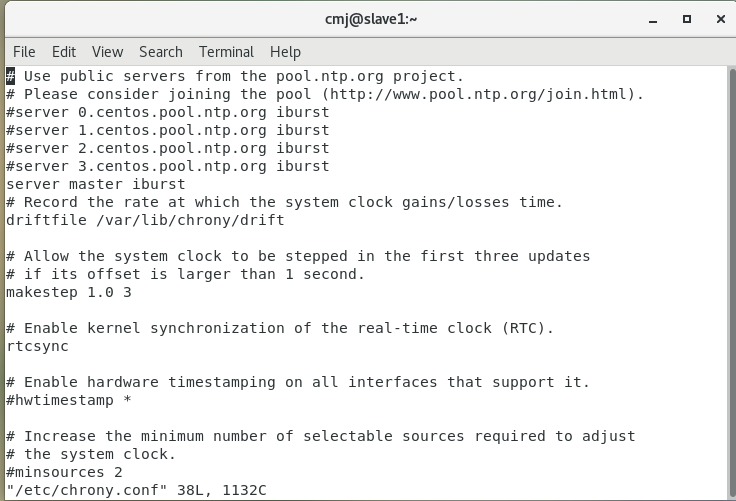 cmj@slave1:~
File Edit View Search Terminal Help
# Use public servers from the pool.ntp.org project.
# Please consider joining the pool (http://www.pool.ntp.org/join.html).
#server 0.centos.pool.ntp.org iburst
#server 1.centos.pool.ntp.org iburst
#server 2.centos.pool.ntp.org iburst
#server 3.centos.pool.ntp.org iburst
server master iburst
# Record the rate at which the system clock gains/losses time.
driftfile /var/lib/chrony/drift
# Allow the system clock to be stepped in the first three updates
# if its offset is larger than 1 second.
makestep 1.0 3
# Enable kernel synchronization of the real-time clock (RTC).
rtcsync
# Enable hardware timestamping on all interfaces that support it.
#hwtimestamp *
# Increase the minimum number of selectable sources required to adjust
# the system clock.
#minsources 2
"/etc/chrony.conf" 38L, 1132C